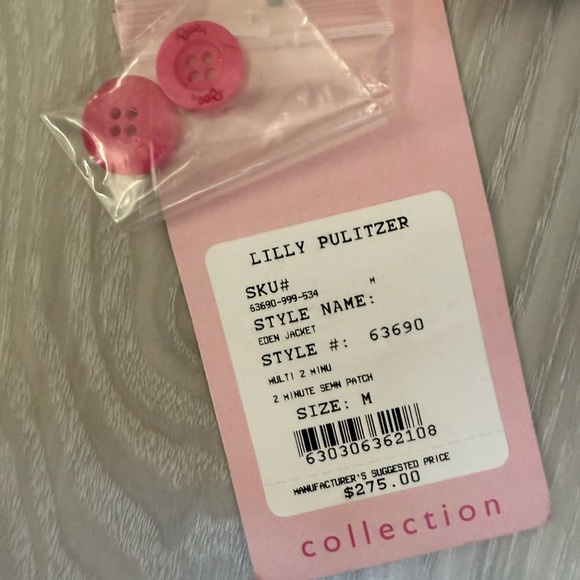 LILLY PULITZER
SKU#
63690-999-534 M
STYLE NAME:
EDEN JACKET
STYLE #: 63690
MULTI 2 MINU
2 MINUTE SEWN PATCH
SIZE: M
630306362108
MANUFACTURER'S SUGGESTED PRICE
$275.00
collection